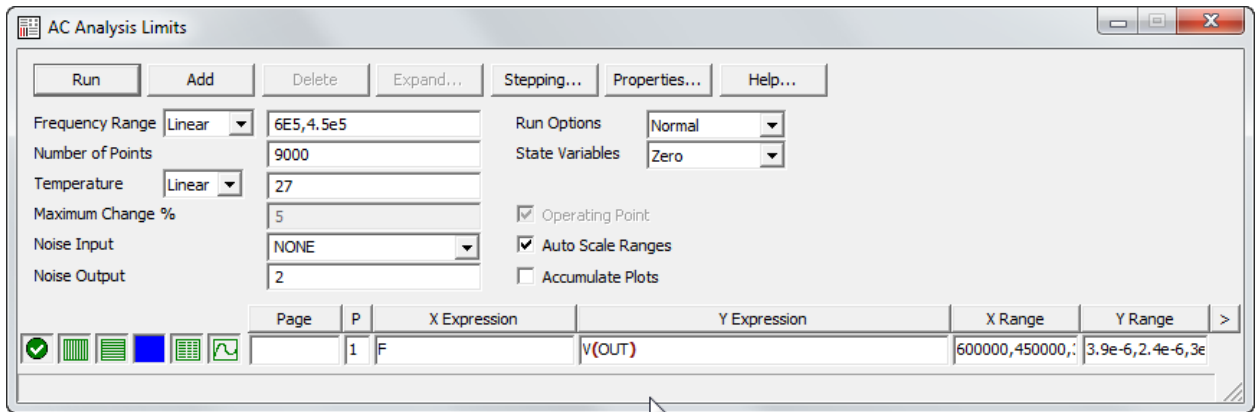 AC Analysis Limits
Run Add Delete Expand... Stepping... Properties... Help...
Frequency Range Linear 6E5,4.5e5 Run Options Normal
Number of Points 9000 State Variables Zero
Temperature Linear 27
Maximum Change % 5 Operating Point
Noise Input NONE Auto Scale Ranges
Noise Output 2 Accumulate Plots
Page P X Expression Y Expression X Range Y Range >
1 F V(OUT) 600000,450000, 3.9e-6,2.4e-6,3e